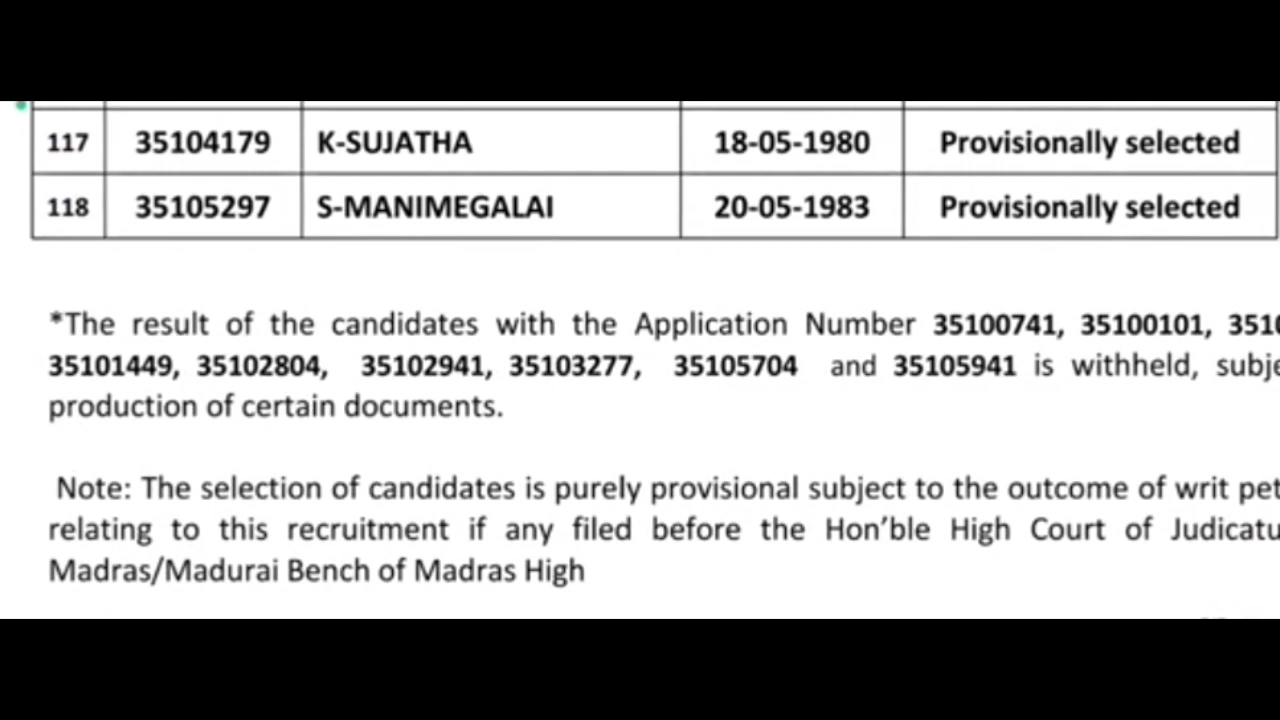 117 35104179 K-SUJATHA 18-05-1980 Provisionally selected
118 35105297 S-MANIMEGALAI 20-05-1983 Provisionally selected
*The result of the candidates with the Application Number 35100741, 35100101,
35101449, 35102804, 35102941, 35103277, 35105704 and 35105941 is withheld,
production of certain documents.
Note: The selection of candidates is purely provisional subject to the outcome of writ
relating to this recruitment if any filed before the Hon'ble High Court of
Madras/Madurai Bench of Madras High